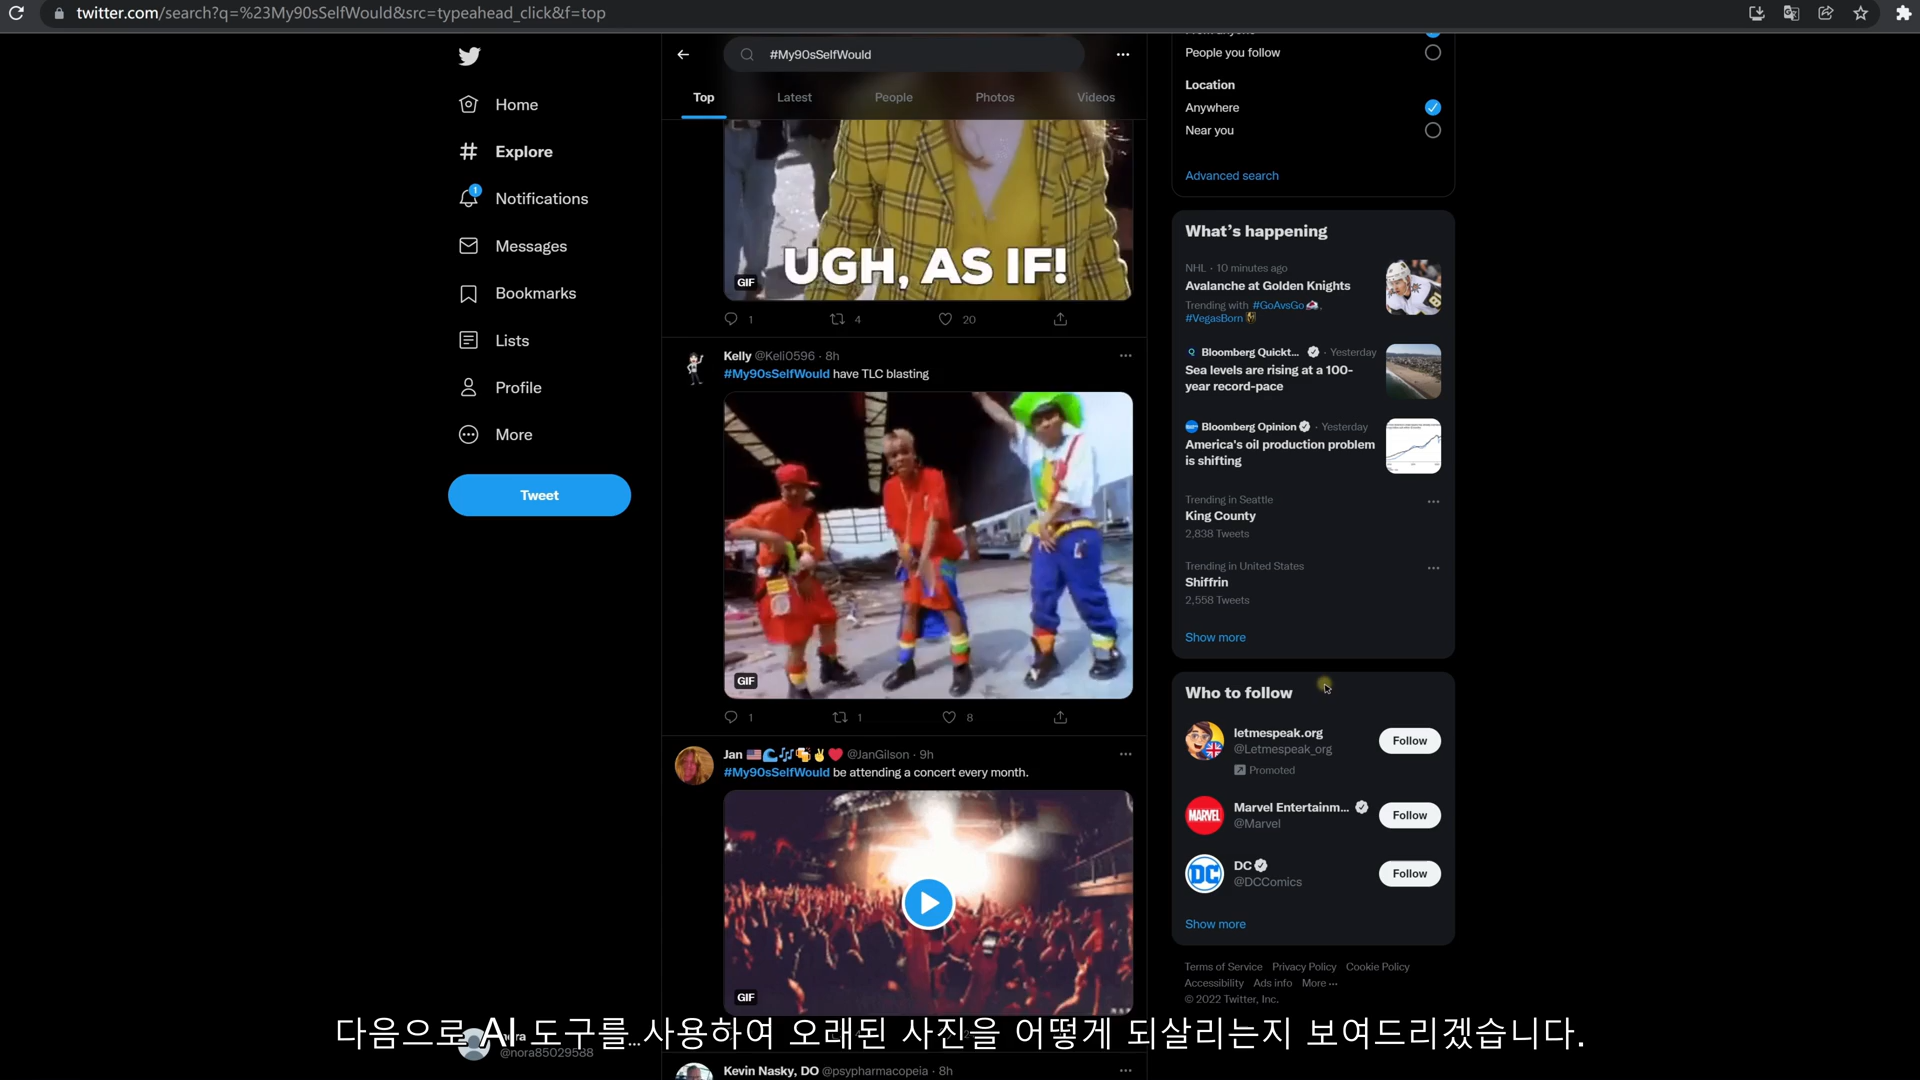 twitter.com/search?q=%23My90sSelfWould&src=typeahead_click&f=top
Home
Explore
1
Notifications
Messages
Bookmarks
Lists
Profile
More
Tweet
#My90sSelfWould
Top
Latest
People
Photos
Videos
UGH, AS IF!
GIF
1
4
20
Kelly @Keli0596 · 8h
#My90sSelfWould have TLC blasting
GIF
1
1
8
Jan @JanGilson · 9h
#My90sSelfWould be attending a concert every month.
GIF
Kevin Nasky, DO @psypharmacopeia · 8h
People you follow
Location
Anywhere
Near you
Advanced search
What's happening
NHL · 10 minutes ago
Avalanche at Golden Knights
Trending with #GoAvsGo,
#VegasBorn
Bloomberg Quickt... · Yesterday
Sea levels are rising at a 100-
year record-pace
Bloomberg Opinion · Yesterday
America's oil production problem
is shifting
Trending in Seattle
King County
2,838 Tweets
Trending in United States
Shiffrin
2,558 Tweets
Show more
Who to follow
letmespeak.org
@Letmespeak_org
Promoted
Follow
MARVEL
Marvel Entertainm...
@Marvel
Follow
DC
DC
@DCComics
Follow
Show more
Terms of Service Privacy Policy Cookie Policy
Accessibility Ads info More ···
© 2022 Twitter, Inc.
다음으로 AI 도구를 사용하여 오래된 사진을 어떻게 되살리는지 보여드리겠습니다.
@nora85029588